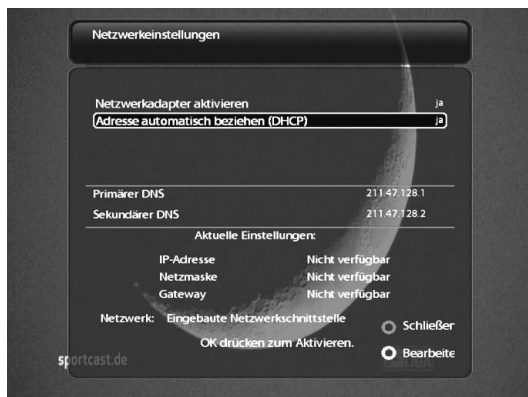 Netzwerkeinstellungen
Netzwerkadapter aktivieren ja
Adresse automatisch beziehen (DHCP) ja
Primärer DNS 211.47.128.1
Sekundärer DNS 211.47.128.2
Aktuelle Einstellungen:
IP-Adresse Nicht verfügbar
Netzmaske Nicht verfügbar
Gateway Nicht verfügbar
Netzwerk: Eingebaute Netzwerkschnittstelle
Schließer
OK drücken zum Aktivieren.
Bearbeite
sportcast.de